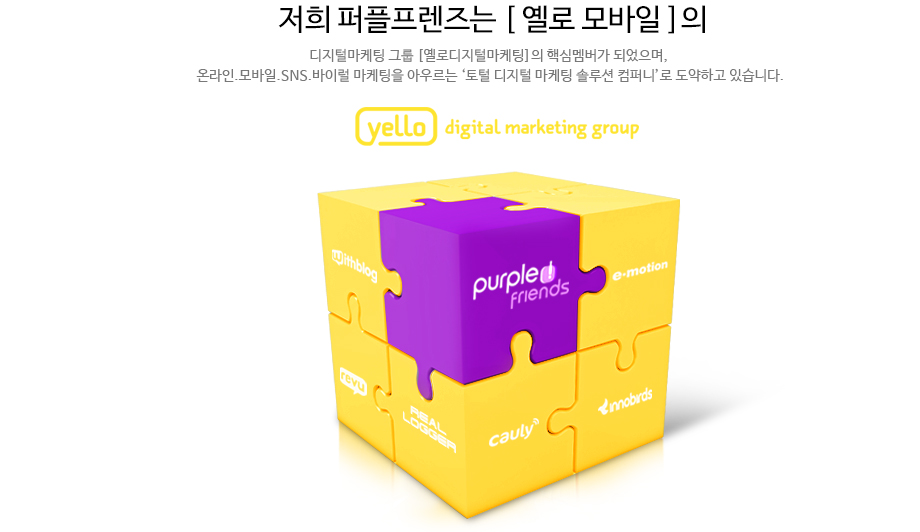 저희 퍼플프렌즈는 [ 옐로 모바일 ] 의
디지털마케팅 그룹 [옐로디지털마케팅]의 핵심멤버가 되었으며,
온라인.모바일.SNS.바이럴 마케팅을 아우르는 ‘토털 디지털 마케팅 솔루션 컴퍼니’로 도약하고 있습니다.
yello digital marketing group
withblog
purple!
friends
e-motion
revu
REAL
LOGGER
cauly
innobirds